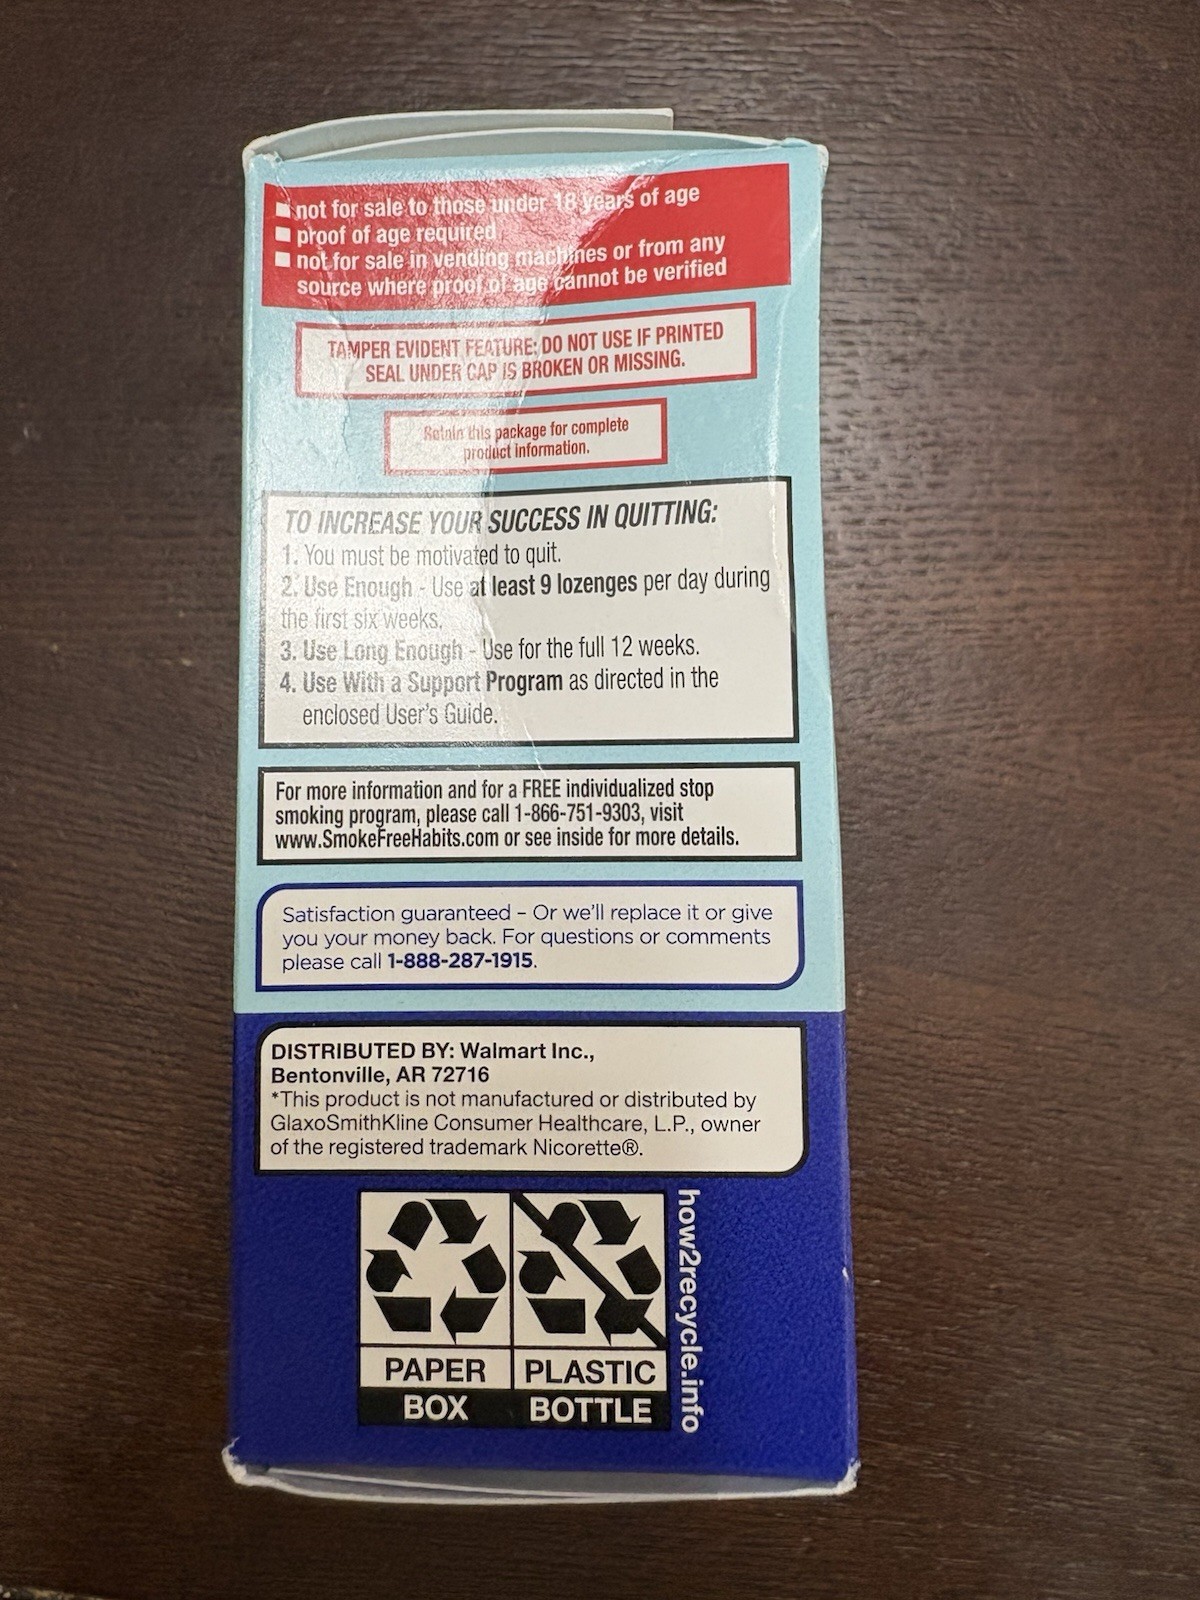 not for sale to those under 18 years of age
proof of age required
not for sale in vending machines or from any
source where proof of age cannot be verified
TAMPER EVIDENT FEATURE: DO NOT USE IF PRINTED
SEAL UNDER CAP IS BROKEN OR MISSING.
Retain this package for complete
product information.
TO INCREASE YOUR SUCCESS IN QUITTING:
1. You must be motivated to quit.
2. Use Enough - Use at least 9 lozenges per day during
the first six weeks.
3. Use Long Enough - Use for the full 12 weeks.
4. Use With a Support Program as directed in the
enclosed User's Guide.
For more information and for a FREE individualized stop
smoking program, please call 1-866-751-9303, visit
www.SmokeFreeHabits.com or see inside for more details.
Satisfaction guaranteed – Or we'll replace it or give
you your money back. For questions or comments
please call 1-888-287-1915.
DISTRIBUTED BY: Walmart Inc.,
Bentonville, AR 72716
*This product is not manufactured or distributed by
GlaxoSmithKline Consumer Healthcare, L.P., owner
of the registered trademark Nicorette®.
PAPER
BOX
PLASTIC
BOTTLE
how2recycle.info